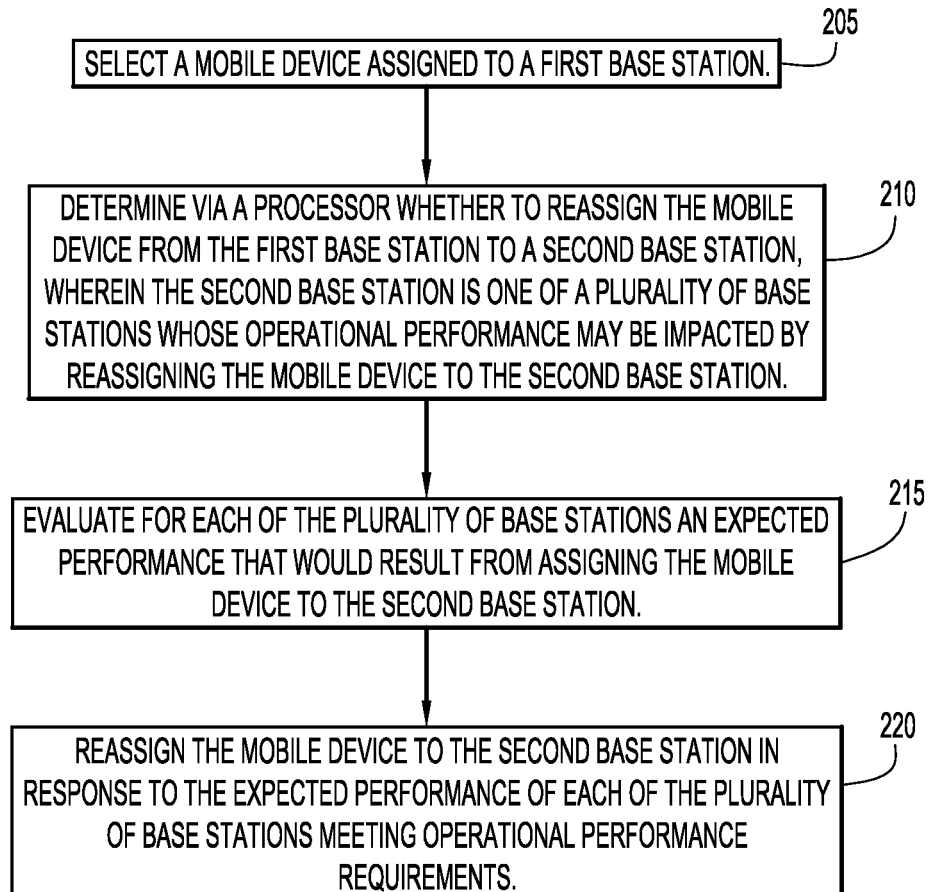 205
SELECT A MOBILE DEVICE ASSIGNED TO A FIRST BASE STATION.
210
DETERMINE VIA A PROCESSOR WHETHER TO REASSIGN THE MOBILE
DEVICE FROM THE FIRST BASE STATION TO A SECOND BASE STATION,
WHEREIN THE SECOND BASE STATION IS ONE OF A PLURALITY OF BASE
STATIONS WHOSE OPERATIONAL PERFORMANCE MAY BE IMPACTED BY
REASSIGNING THE MOBILE DEVICE TO THE SECOND BASE STATION.
215
EVALUATE FOR EACH OF THE PLURALITY OF BASE STATIONS AN EXPECTED
PERFORMANCE THAT WOULD RESULT FROM ASSIGNING THE MOBILE
DEVICE TO THE SECOND BASE STATION.
220
REASSIGN THE MOBILE DEVICE TO THE SECOND BASE STATION IN
RESPONSE TO THE EXPECTED PERFORMANCE OF EACH OF THE PLURALITY
OF BASE STATIONS MEETING OPERATIONAL PERFORMANCE
REQUIREMENTS.